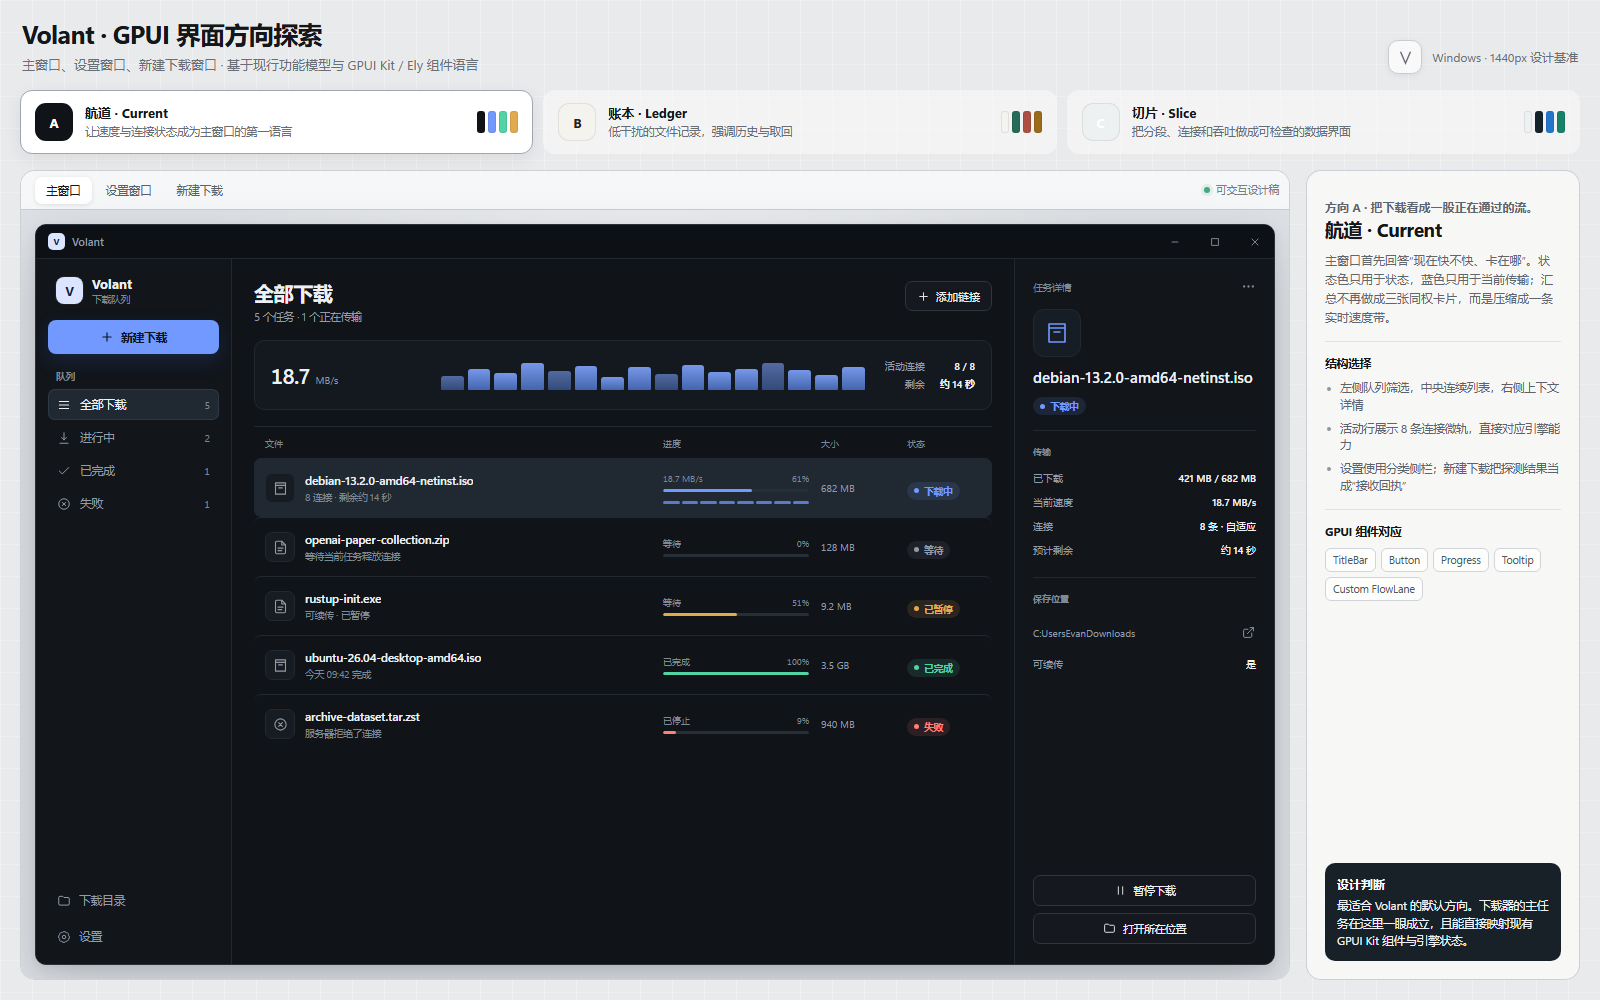 Volant · GPUI 界面方向探索
主窗口、设置窗口、新建下载窗口 · 基于现行功能模型与 GPUI Kit / Ely 组件语言
V
Windows · 1440px 设计基准
A
航道 · Current
让速度与连接状态成为主窗口的第一语言
B
账本 · Ledger
低干扰的文件记录，强调历史与取回
C
切片 · Slice
把分段、连接和吞吐做成可检查的数据界面
主窗口
设置窗口
新建下载
可交互设计稿
V
Volant
V
Volant
下载队列
新建下载
队列
全部下载
5
进行中
2
已完成
1
失败
1
下载目录
设置
全部下载
5 个任务 · 1 个正在传输
添加链接
18.7 MB/s
活动连接
8 / 8
剩余
约 14 秒
文件
进度
大小
状态
debian-13.2.0-amd64-netinst.iso
8 连接 · 剩余约 14 秒
18.7 MB/s
61%
682 MB
下载中
openai-paper-collection.zip
等待当前任务释放连接
等待
0%
128 MB
等待
rustup-init.exe
可续传 · 已暂停
等待
51%
9.2 MB
已暂停
ubuntu-26.04-desktop-amd64.iso
今天 09:42 完成
已完成
100%
3.5 GB
已完成
archive-dataset.tar.zst
服务器拒绝了连接
已停止
9%
940 MB
失败
任务详情
debian-13.2.0-amd64-netinst.iso
下载中
传输
已下载
421 MB / 682 MB
当前速度
18.7 MB/s
连接
8 条 · 自适应
预计剩余
约 14 秒
保存位置
C:UsersEvanDownloads
可续传
是
暂停下载
打开所在位置
方向 A · 把下载看成一股正在通过的流。
航道 · Current
主窗口首先回答“现在快不快、卡在哪”。状
态色只用于状态，蓝色只用于当前传输；汇
总不再做成三张同权卡片，而是压缩成一条
实时速度带。
结构选择
左侧队列筛选，中央连续列表，右侧上下文
详情
活动行展示 8 条连接微轨，直接对应引擎能
力
设置使用分类侧栏；新建下载把探测结果当
成“接收回执”
GPUI 组件对应
TitleBar
Button
Progress
Tooltip
Custom FlowLane
设计判断
最适合 Volant 的默认方向。下载器的主任
务在这里一眼成立，且能直接映射现有
GPUI Kit 组件与引擎状态。